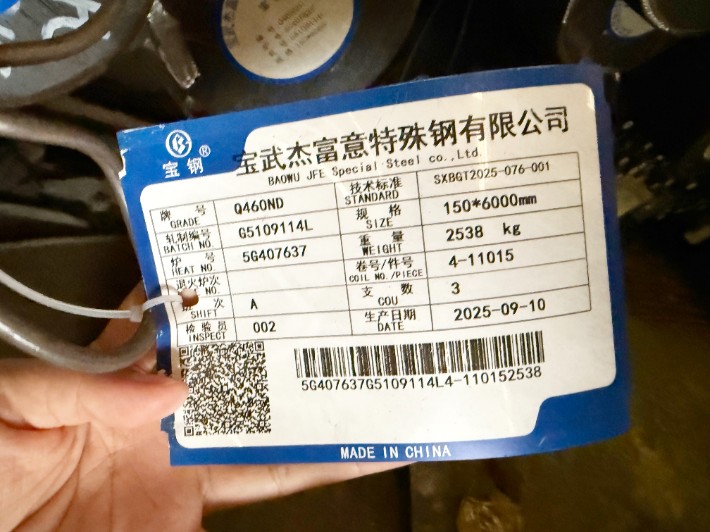 宝钢®
宝武杰富意特殊钢有限公司
BAOWU JFE Special Steel co.,Ltd.
牌 号 GRADE Q460ND 技术标准 STANDARD SXBGT2025-076-001
轧制编号 BATCH NO. G5109114L 规 格 SIZE 150*6000mm
炉 号 HEAT NO. 5G407637 重 量 WEIGHT 2538 kg
退火炉次 卷号/件号 COIL NO./PIECE 4-11015
次 SHIFT A 支 数 COU 3
检验员 INSPECT 002 生产日期 DATE 2025-09-10
5G407637G5109114L4-110152538
MADE IN CHINA